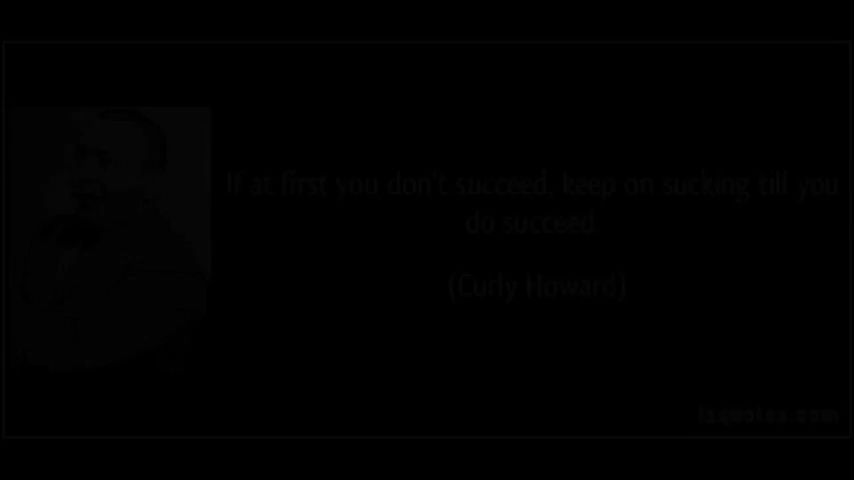 If at first you don't succeed, keep on sucking till you
do succeed.
(Curly Howard)
izquotes.com